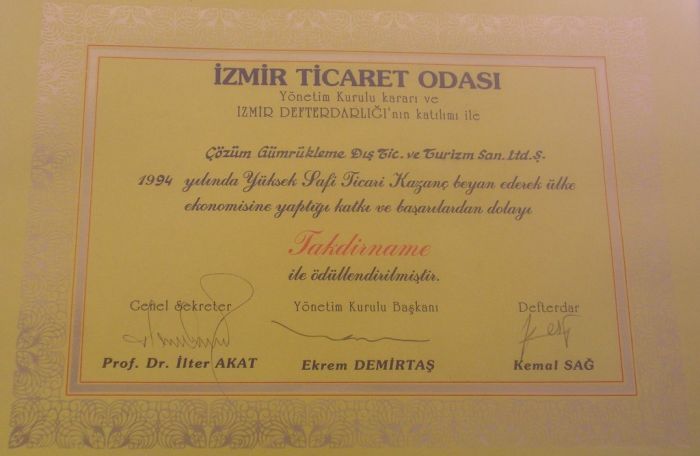 İZMİR TİCARET ODASI
Yönetim Kurulu kararı ve
İZMİR DEFTERDARLIĞI'nın katılımı ile
Çözüm Gümrükleme Dış Tic. ve Turizm San. Ltd. Ş.
1994 yılında Yüksek Safi Ticari Kazanç beyan ederek ülke
ekonomisine yaptığı katkı ve başarılardan dolayı
Takdirname
ile ödüllendirilmiştir.
Genel Sekreter Yönetim Kurulu Başkanı Defterdar
Prof. Dr. İlter AKAT Ekrem DEMİRTAŞ Kemal SAĞ